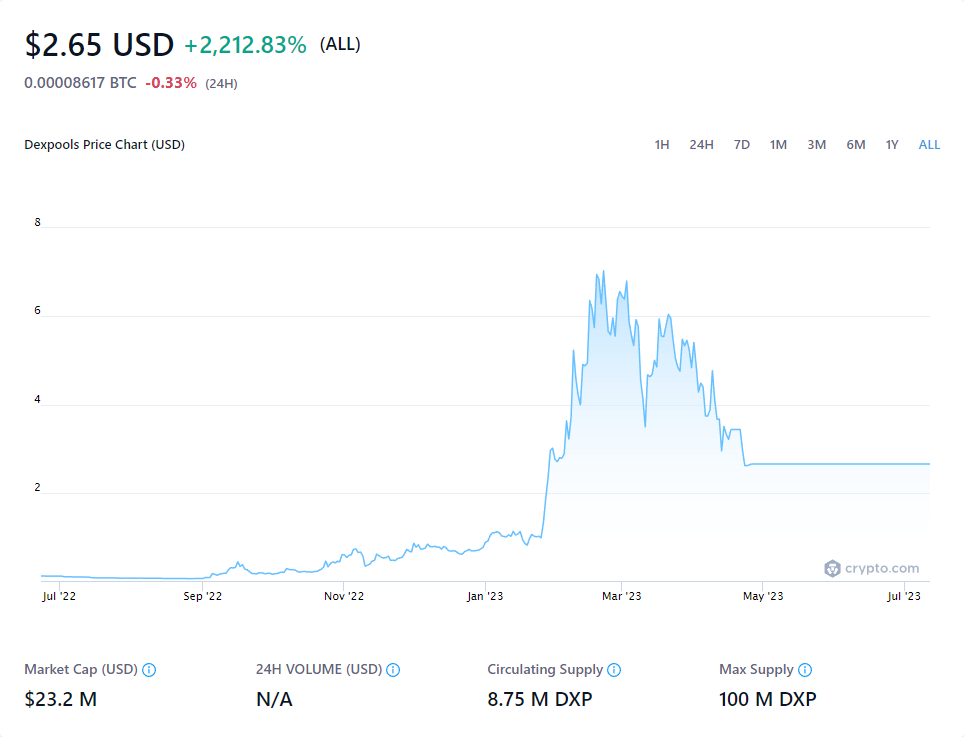 $2.65 USD +2,212.83% (ALL)
0.00008617 BTC -0.33% (24H)
Dexpools Price Chart (USD) 1H 24H 7D 1M 3M 6M 1Y ALL
8
6
4
2
crypto.com
Jul '22 Sep '22 Nov '22 Jan '23 Mar '23 May '23 Jul '23
Market Cap (USD) 24H VOLUME (USD) Circulating Supply Max Supply
$23.2 M N/A 8.75 M DXP 100 M DXP